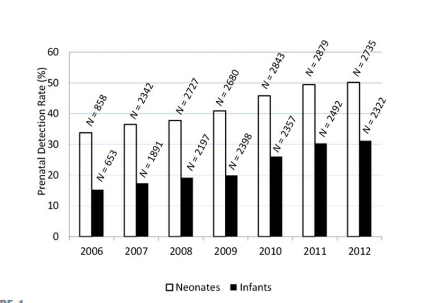 60
50
40
30
20
10
0
Prenatal Detection Rate (%)
N = 858
N = 653
N = 2342
N = 1891
N = 2727
N = 2197
N = 2680
N = 2398
N = 2843
N = 2357
N = 2879
N = 2492
N = 2735
N = 2322
2006 2007 2008 2009 2010 2011 2012
Neonates Infants